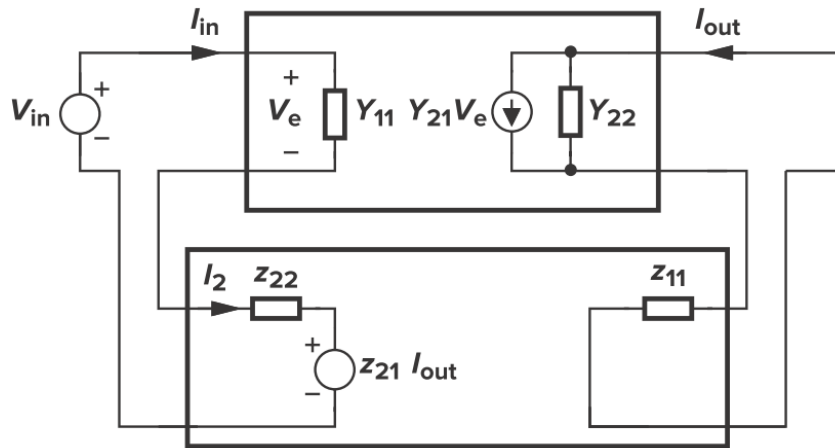 I_in I_out
+ +
V_in V_e Y_11 Y_21V_e Y_22
− −
I_2 z_22 z_11
+
z_21 I_out
−